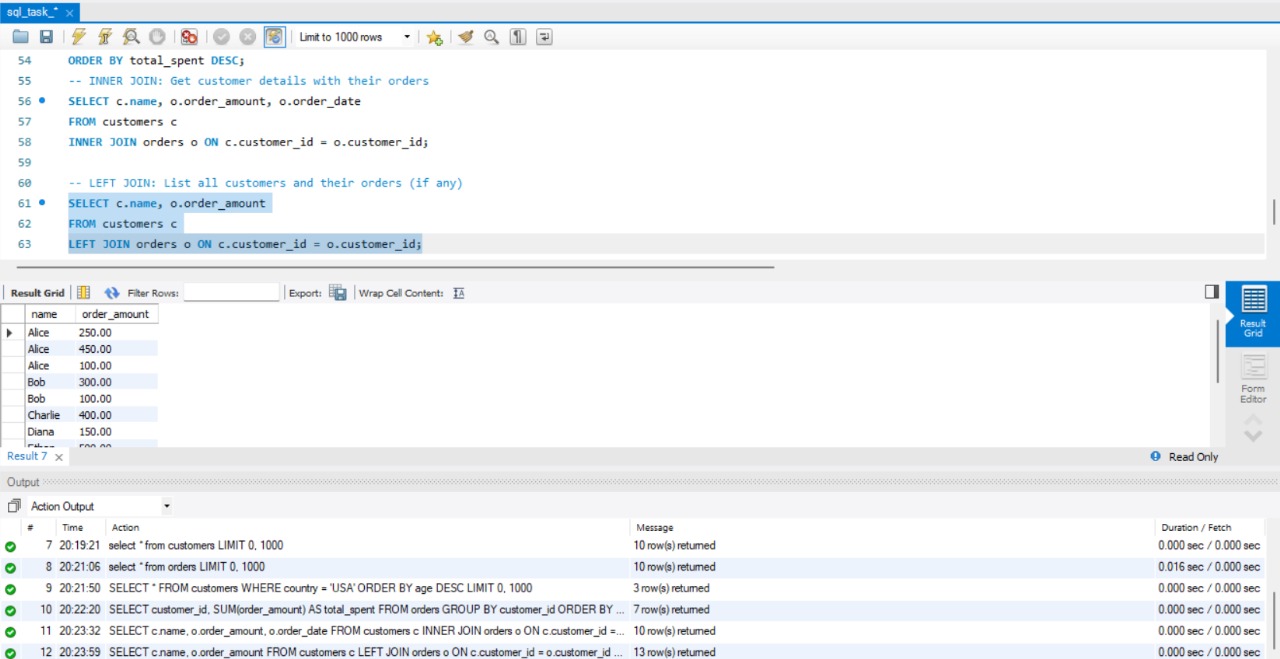 sql_task_*
Limit to 1000 rows
54 ORDER BY total_spent DESC;
55 -- INNER JOIN: Get customer details with their orders
56 SELECT c.name, o.order_amount, o.order_date
57 FROM customers c
58 INNER JOIN orders o ON c.customer_id = o.customer_id;
59
60 -- LEFT JOIN: List all customers and their orders (if any)
61 SELECT c.name, o.order_amount
62 FROM customers c
63 LEFT JOIN orders o ON c.customer_id = o.customer_id;
Result Grid Filter Rows: Export: Wrap Cell Content:
name order_amount
Alice 250.00
Alice 450.00
Alice 100.00
Bob 300.00
Bob 100.00
Charlie 400.00
Diana 150.00
Result
Grid
Form
Editor
Result 7 Read Only
Output
Action Output
# Time Action Message Duration / Fetch
7 20:19:21 select * from customers LIMIT 0, 1000 10 row(s) returned 0.000 sec / 0.000 sec
8 20:21:06 select * from orders LIMIT 0, 1000 10 row(s) returned 0.016 sec / 0.000 sec
9 20:21:50 SELECT * FROM customers WHERE country = 'USA' ORDER BY age DESC LIMIT 0, 1000 3 row(s) returned 0.000 sec / 0.000 sec
10 20:22:20 SELECT customer_id, SUM(order_amount) AS total_spent FROM orders GROUP BY customer_id ORDER BY ... 7 row(s) returned 0.000 sec / 0.000 sec
11 20:23:32 SELECT c.name, o.order_amount, o.order_date FROM customers c INNER JOIN orders o ON c.customer_id =... 10 row(s) returned 0.000 sec / 0.000 sec
12 20:23:59 SELECT c.name, o.order_amount FROM customers c LEFT JOIN orders o ON c.customer_id = o.customer_id ... 13 row(s) returned 0.000 sec / 0.000 sec